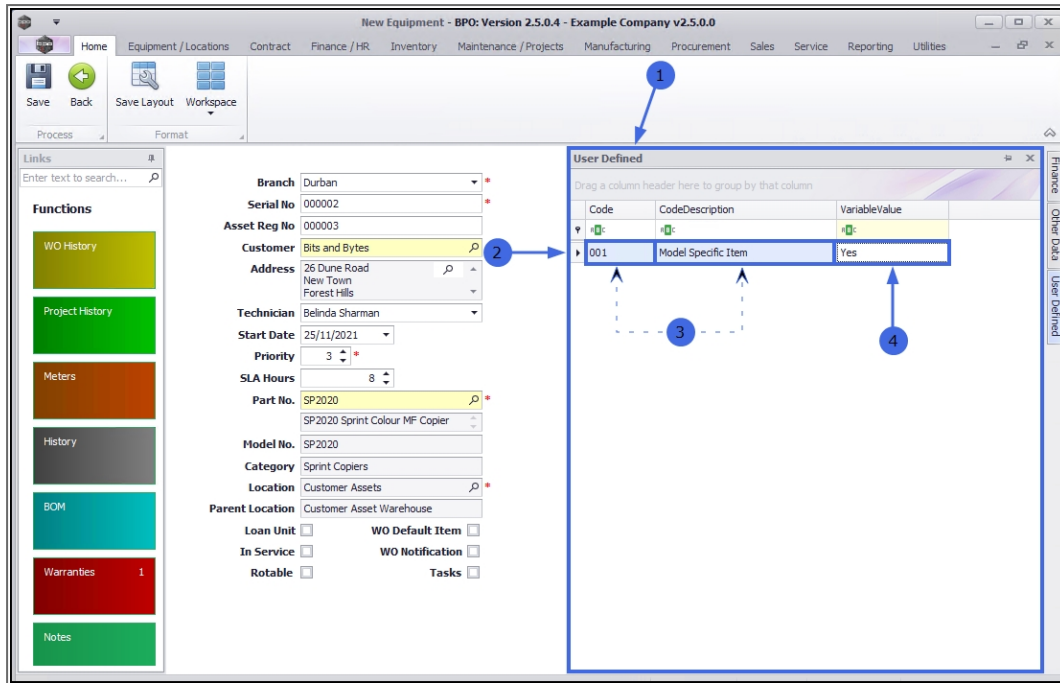 New Equipment - BPO: Version 2.5.0.4 - Example Company v2.5.0.0
Home Equipment / Locations Contract Finance / HR Inventory Maintenance / Projects Manufacturing Procurement Sales Service Reporting Utilities
Save Back Save Layout Workspace
Process Format
1
Links
Enter text to search...
Functions
WO History
Project History
Meters
History
BOM
Warranties 1
Notes
Branch Durban *
Serial No 000002 *
Asset Reg No 000003
Customer Bits and Bytes
Address 26 Dune Road
New Town
Forest Hills
Technician Belinda Sharman
Start Date 25/11/2021
Priority 3 *
SLA Hours 8
Part No. SP2020 *
SP2020 Sprint Colour MF Copier
Model No. SP2020
Category Sprint Copiers
Location Customer Assets *
Parent Location Customer Asset Warehouse
Loan Unit WO Default Item
In Service WO Notification
Rotable Tasks
User Defined
Drag a column header here to group by that column
Code CodeDescription VariableValue
2
001 Model Specific Item Yes
3
4
Finance
Other Data
User Defined